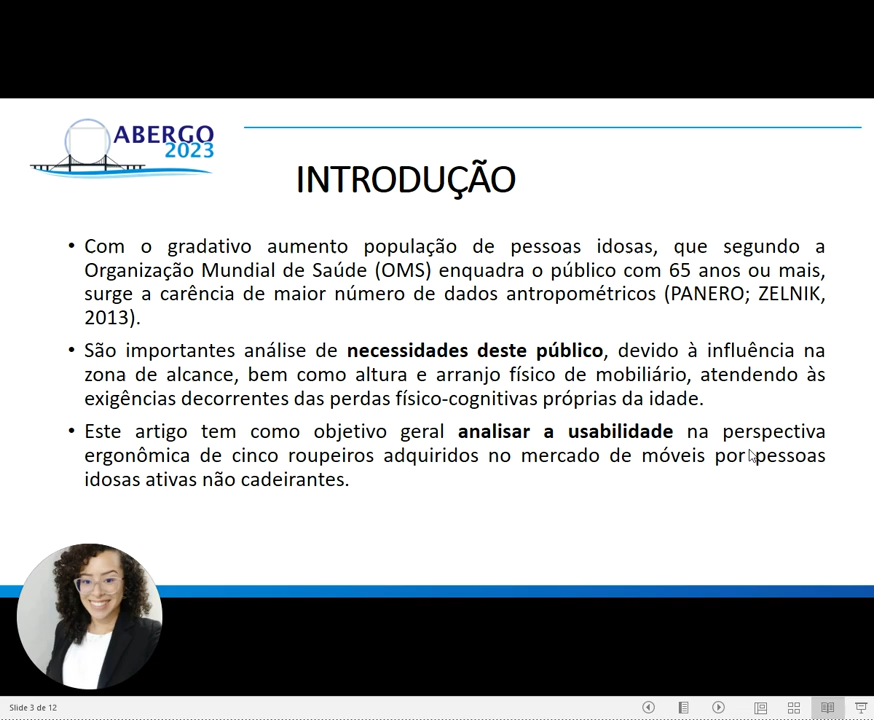 ABERGO
2023
INTRODUÇÃO
• Com o gradativo aumento população de pessoas idosas, que segundo a
Organização Mundial de Saúde (OMS) enquadra o público com 65 anos ou mais,
surge a carência de maior número de dados antropométricos (PANERO; ZELNIK,
2013).
• São importantes análise de necessidades deste público, devido à influência na
zona de alcance, bem como altura e arranjo físico de mobiliário, atendendo às
exigências decorrentes das perdas físico-cognitivas próprias da idade.
• Este artigo tem como objetivo geral analisar a usabilidade na perspectiva
ergonômica de cinco roupeiros adquiridos no mercado de móveis por pessoas
idosas ativas não cadeirantes.
Slide 3 de 12